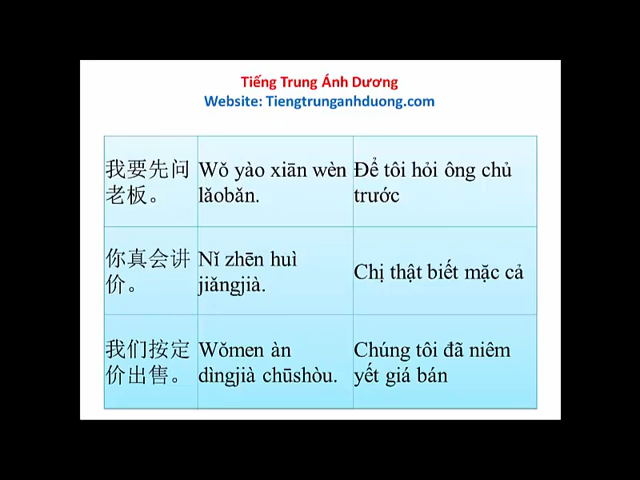 Tiếng Trung Ánh Dương
Website: Tiengtrunganhduong.com
我要先问
老板。
Wǒ yào xiān wèn
lǎobǎn.
Để tôi hỏi ông chủ
trước
你真会讲
价。
Nǐ zhēn huì
jiǎngjià.
Chị thật biết mặc cả
我们按定
价出售。
Wǒmen àn
dìngjià chūshòu.
Chúng tôi đã niêm
yết giá bán